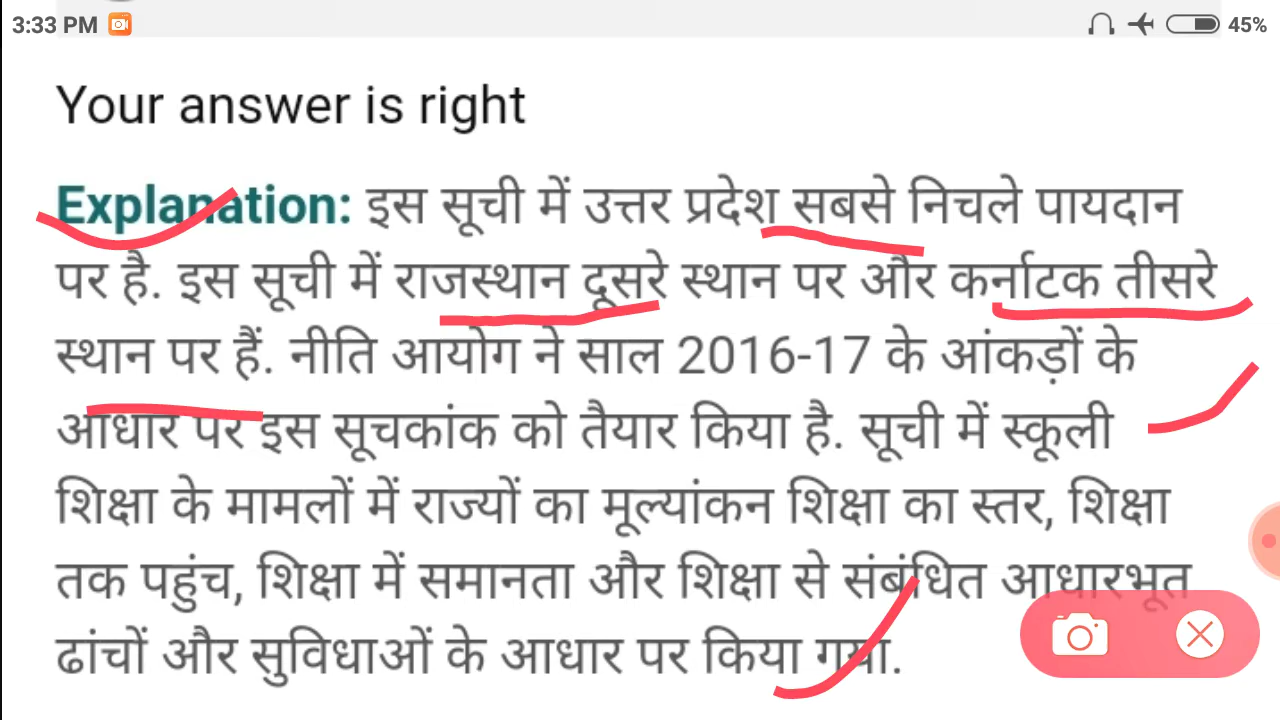 3:33 PM 45%
Your answer is right
Explanation: इस सूची में उत्तर प्रदेश सबसे निचले पायदान
पर है. इस सूची में राजस्थान दूसरे स्थान पर और कर्नाटक तीसरे
स्थान पर हैं. नीति आयोग ने साल 2016-17 के आंकड़ों के
आधार पर इस सूचकांक को तैयार किया है. सूची में स्कूली
शिक्षा के मामलों में राज्यों का मूल्यांकन शिक्षा का स्तर, शिक्षा
तक पहुंच, शिक्षा में समानता और शिक्षा से संबंधित आधारभूत
ढांचों और सुविधाओं के आधार पर किया गया.